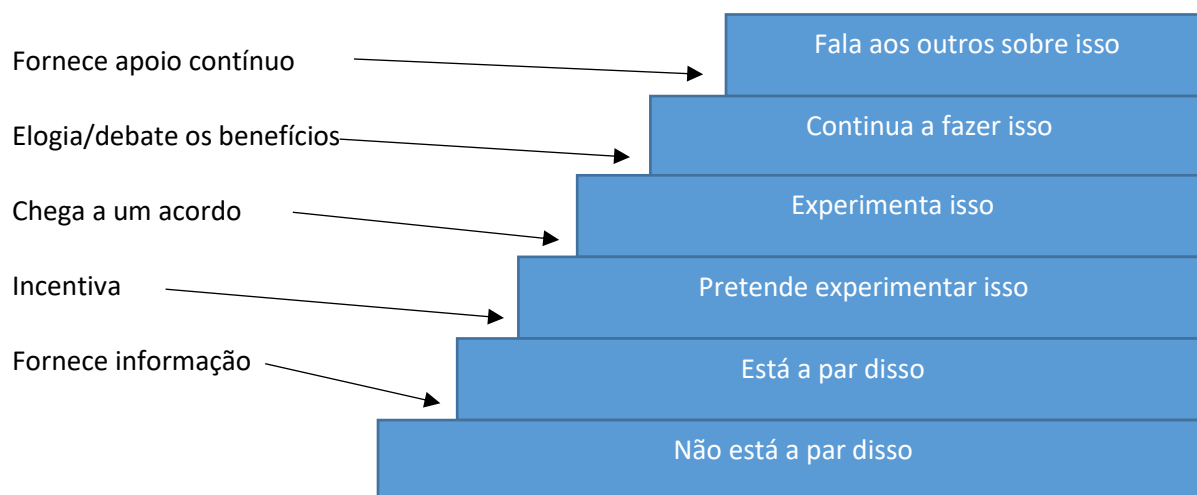 Fala aos outros sobre isso
Fornece apoio contínuo
Continua a fazer isso
Elogia/debate os benefícios
Experimenta isso
Chega a um acordo
Pretende experimentar isso
Incentiva
Está a par disso
Fornece informação
Não está a par disso